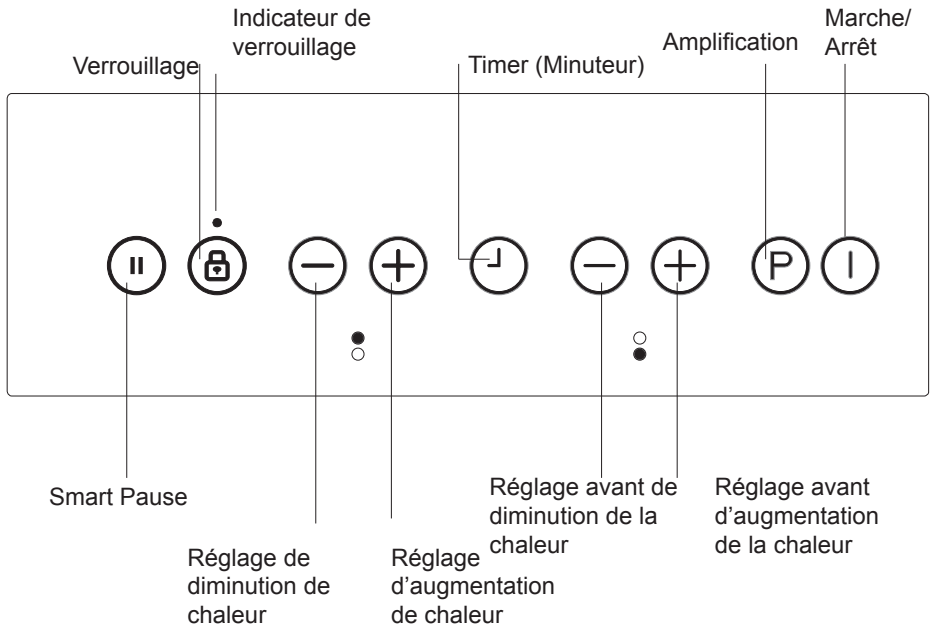 Indicateur de
verrouillage
Verrouillage
Timer (Minuteur)
Amplification
Marche/
Arrêt
P
Smart Pause
Réglage de
diminution de
chaleur
Réglage
d’augmentation
de chaleur
Réglage avant de
diminution de la
chaleur
Réglage avant
d’augmentation
de la chaleur